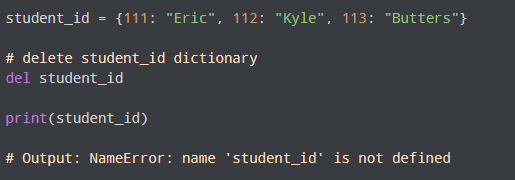 student_id = {111: "Eric", 112: "Kyle", 113: "Butters"}
# delete student_id dictionary
del student_id
print(student_id)
# Output: NameError: name 'student_id' is not defined